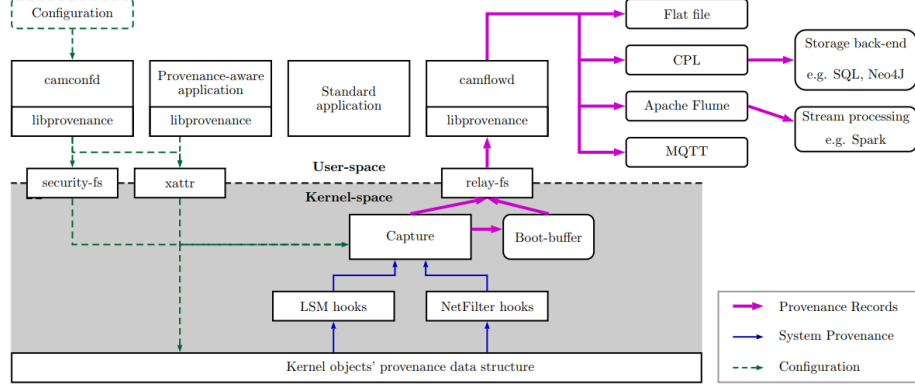 Configuration
camconfd
libprovenance
Provenance-aware
application
libprovenance
Standard
application
camflowd
libprovenance
Flat file
CPL
Apache Flume
MQTT
Storage back-end
e.g. SQL, Neo4J
Stream processing
e.g. Spark
User-space
security-fs
xattr
relay-fs
Kernel-space
Capture
Boot-buffer
LSM hooks
NetFilter hooks
Kernel objects' provenance data structure
Provenance Records
System Provenance
Configuration